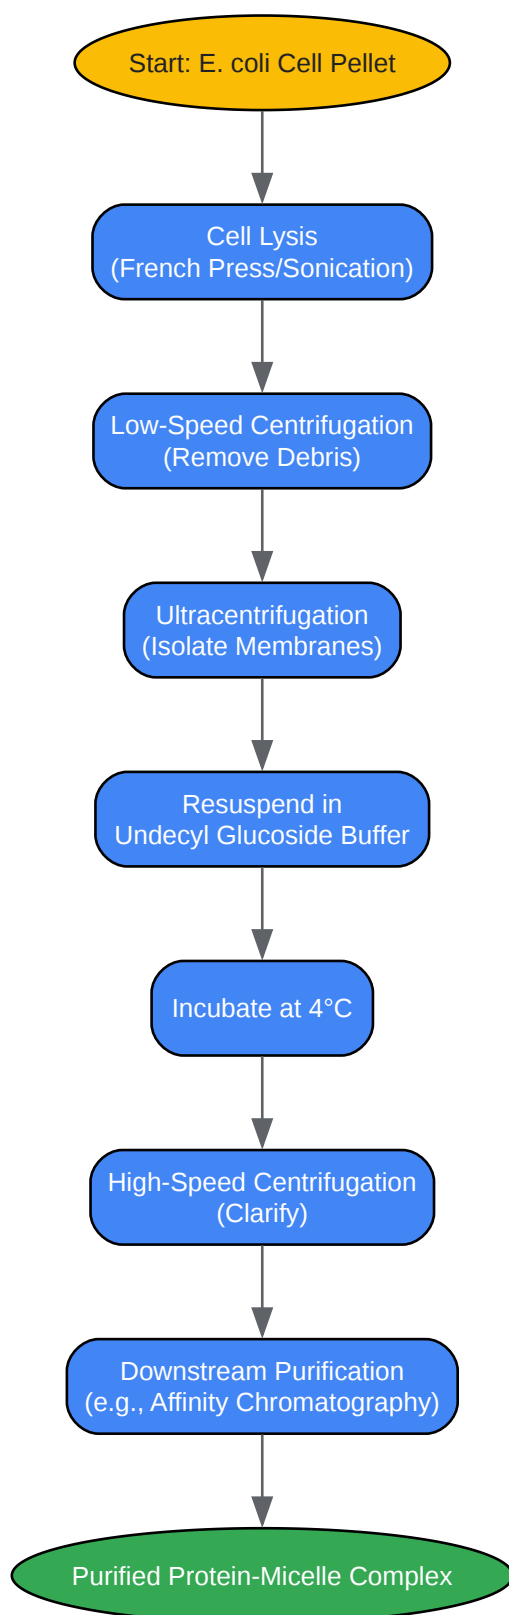 Start: E. coli Cell Pellet
Cell Lysis
(French Press/Sonication)
Low-Speed Centrifugation
(Remove Debris)
Ultracentrifugation
(Isolate Membranes)
Resuspend in
Undecyl Glucoside Buffer
Incubate at 4°C
High-Speed Centrifugation
(Clarify)
Downstream Purification
(e.g., Affinity Chromatography)
Purified Protein-Micelle Complex